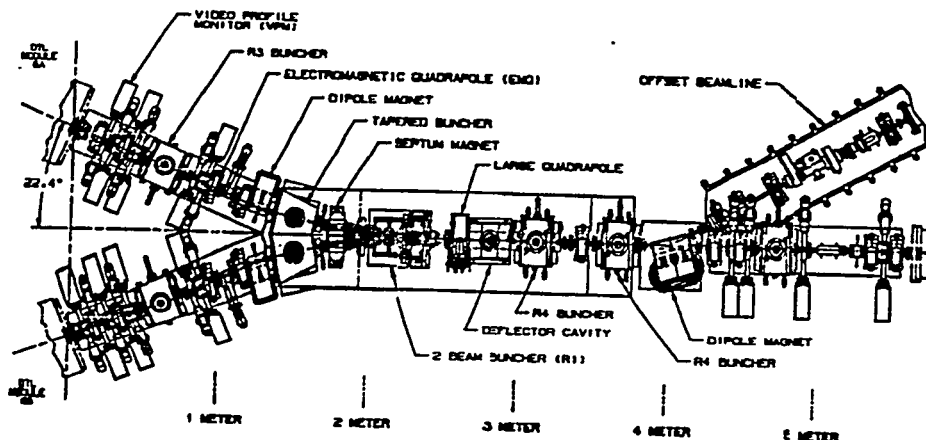 VIDEO PROFILE
MONITOR (VPM)
DTL
MODULE
6A
R3 BUNCHER
ELECTROMAGNETIC QUADRAPOLE (EMQ)
DIPOLE MAGNET
TAPERED BUNCHER
SEPTUM MAGNET
LARGE QUADRAPOLE
OFFSET BEAMLINE
22.4°
R4 BUNCHER
DEFLECTOR CAVITY
2 BEAM BUNCHER (R1)
DIPOLE MAGNET
R4 BUNCHER
DTL
MODULE
1 METER
2 METER
3 METER
4 METER
5 METER